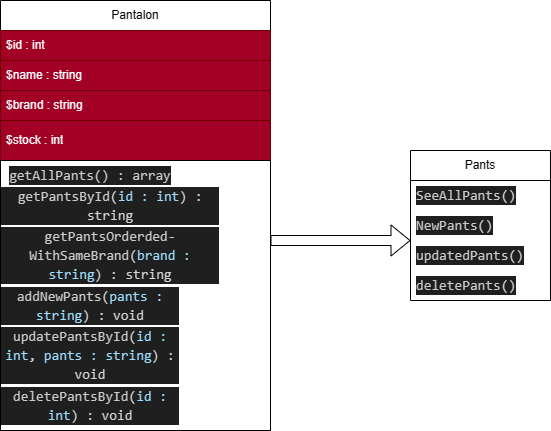 Pantalon
$id : int
$name : string
$brand : string
$stock : int
getAllPants() : array
getPantsById(id : int) :
string
getPantsOrderded-
WithSameBrand(brand :
string) : string
addNewPants(pants :
string) : void
updatePantsById(id :
int, pants : string) :
void
deletePantsById(id :
int) : void
Pants
SeeAllPants()
NewPants()
updatedPants()
deletePants()